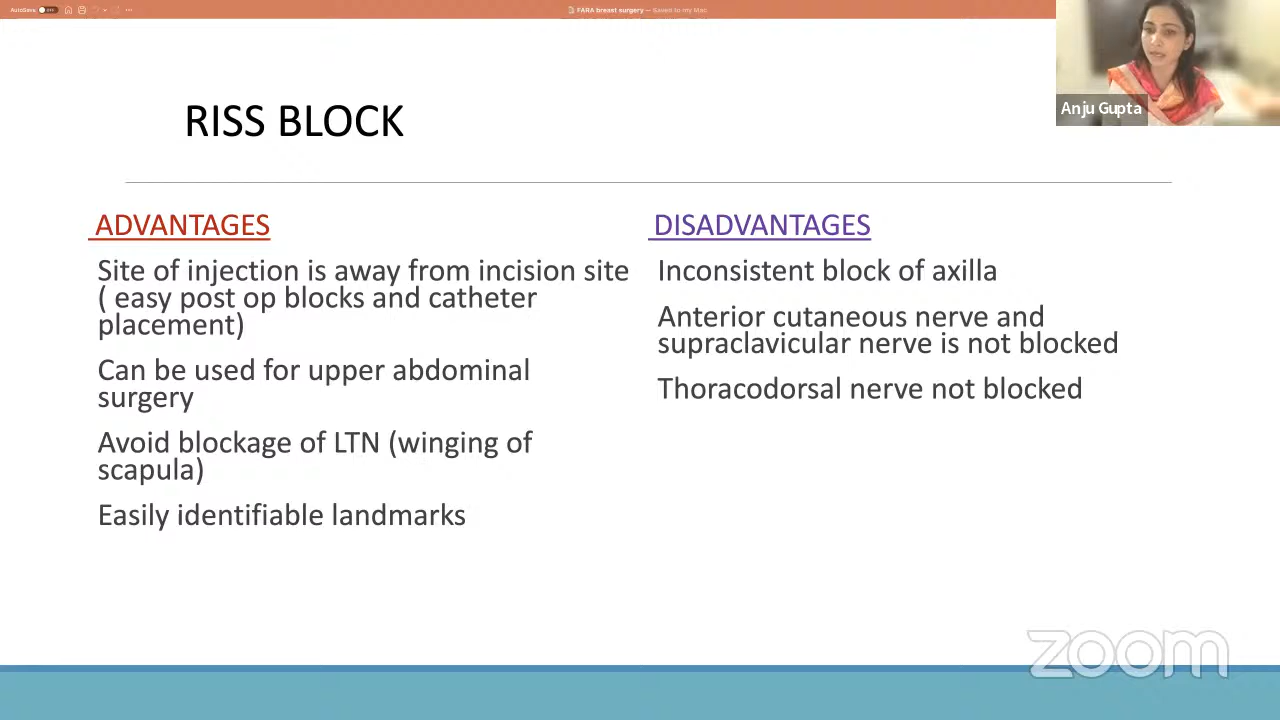 AutoSave OFF
FARA breast surgery — Saved to my Mac
Anju Gupta
RISS BLOCK
ADVANTAGES
Site of injection is away from incision site
( easy post op blocks and catheter
placement)
Can be used for upper abdominal
surgery
Avoid blockage of LTN (winging of
scapula)
Easily identifiable landmarks
DISADVANTAGES
Inconsistent block of axilla
Anterior cutaneous nerve and
supraclavicular nerve is not blocked
Thoracodorsal nerve not blocked
zoom